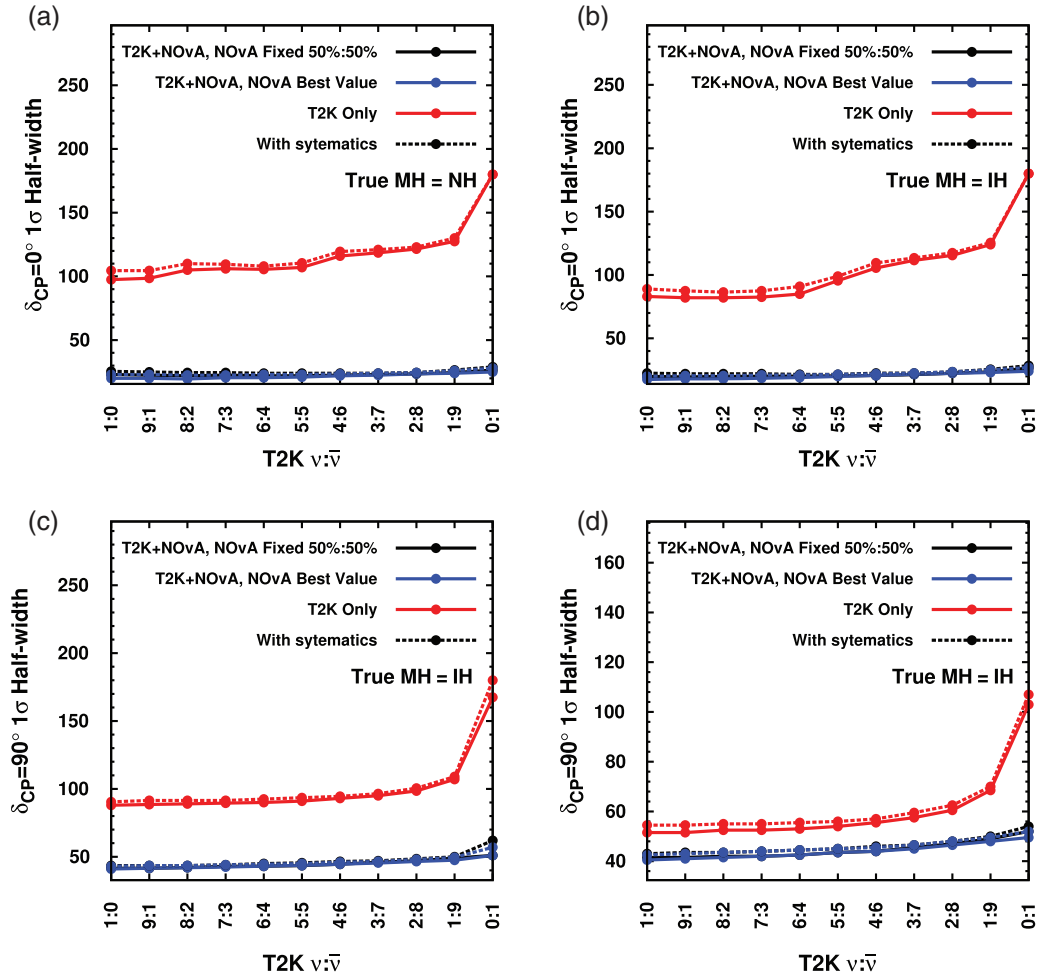 (a)
T2K+NOvA, NOvA Fixed 50%:50%
T2K+NOvA, NOvA Best Value
T2K Only
With sytematics
True MH = NH
δCP=0° 1σ Half-width
300
250
200
150
100
50
1:0 9:1 8:2 7:3 6:4 5:5 4:6 3:7 2:8 1:9 0:1
T2K ν:ν̅
(b)
T2K+NOvA, NOvA Fixed 50%:50%
T2K+NOvA, NOvA Best Value
T2K Only
With sytematics
True MH = IH
δCP=0° 1σ Half-width
250
200
150
100
50
1:0 9:1 8:2 7:3 6:4 5:5 4:6 3:7 2:8 1:9 0:1
T2K ν:ν̅
(c)
T2K+NOvA, NOvA Fixed 50%:50%
T2K+NOvA, NOvA Best Value
T2K Only
With sytematics
True MH = IH
δCP=90° 1σ Half-width
250
200
150
100
50
1:0 9:1 8:2 7:3 6:4 5:5 4:6 3:7 2:8 1:9 0:1
T2K ν:ν̅
(d)
T2K+NOvA, NOvA Fixed 50%:50%
T2K+NOvA, NOvA Best Value
T2K Only
With sytematics
True MH = IH
δCP=90° 1σ Half-width
160
140
120
100
80
60
40
1:0 9:1 8:2 7:3 6:4 5:5 4:6 3:7 2:8 1:9 0:1
T2K ν:ν̅